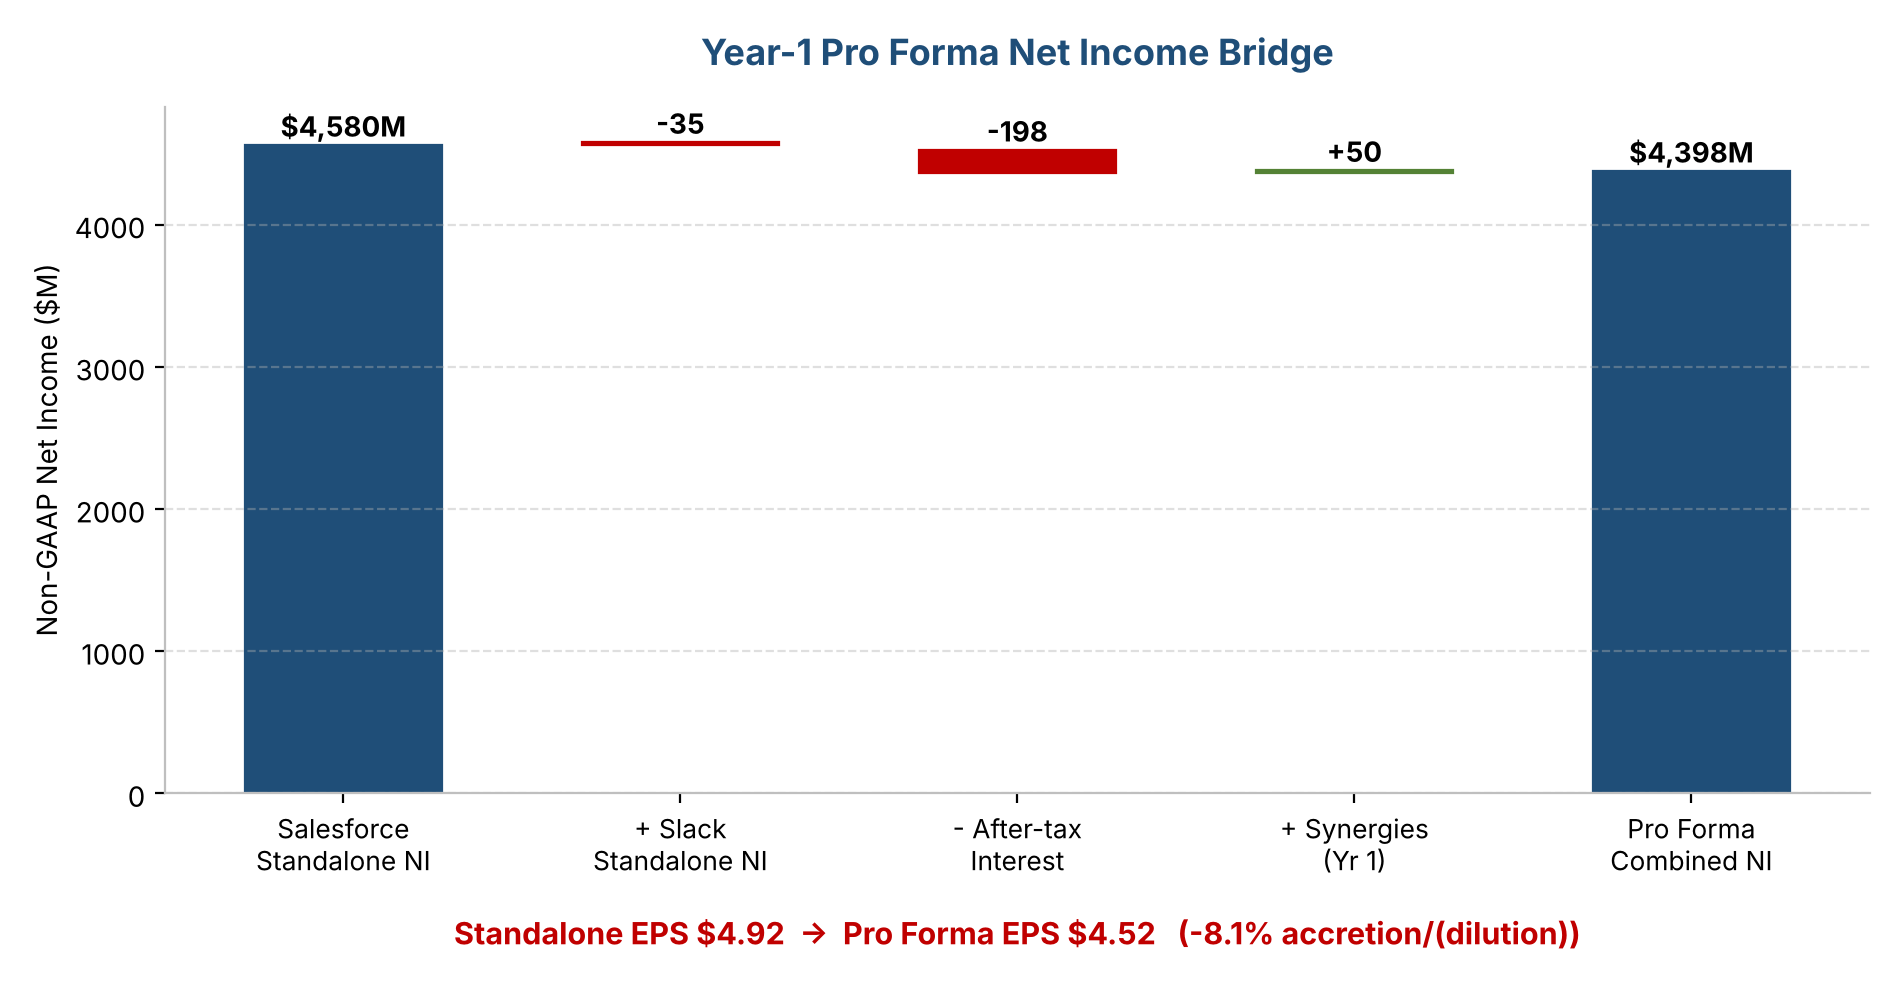 Year-1 Pro Forma Net Income Bridge
$4,580M
-35
-198
+50
$4,398M
Non-GAAP Net Income ($M)
4000
3000
2000
1000
0
Salesforce
Standalone NI
+ Slack
Standalone NI
- After-tax
Interest
+ Synergies
(Yr 1)
Pro Forma
Combined NI
Standalone EPS $4.92 → Pro Forma EPS $4.52 (-8.1% accretion/(dilution))